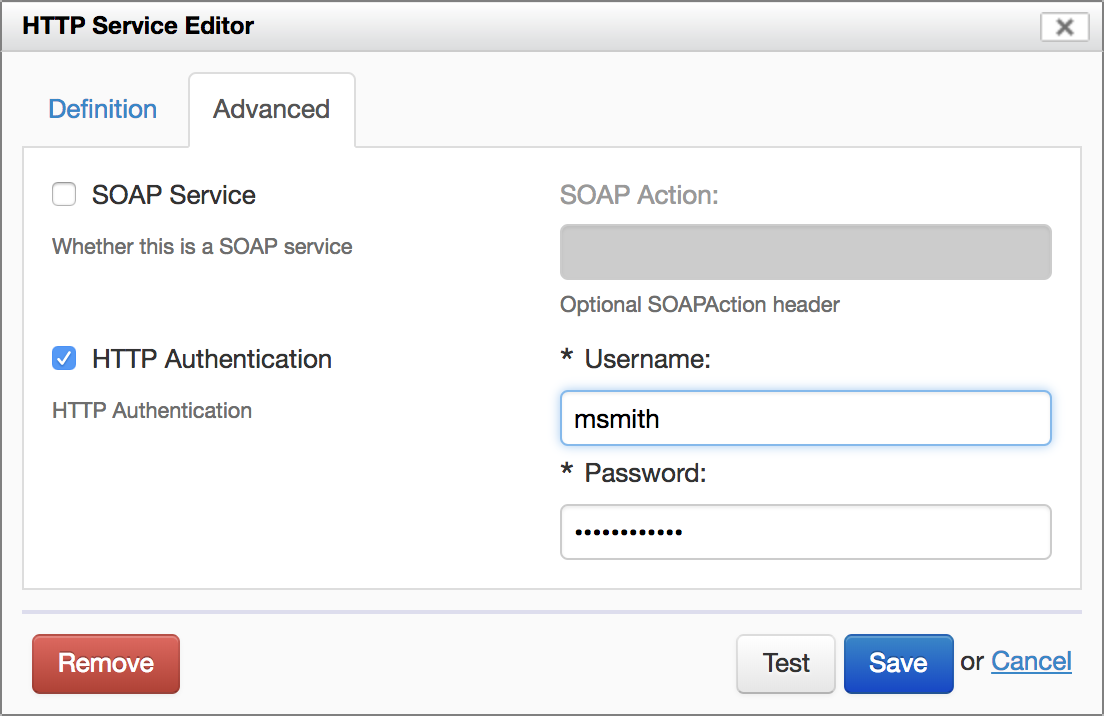 HTTP Service Editor
Definition
Advanced
SOAP Service
SOAP Action:
Whether this is a SOAP service
Optional SOAPAction header
HTTP Authentication
* Username:
HTTP Authentication
msmith
* Password:
••••••••••••
Remove
Test
Save
or Cancel